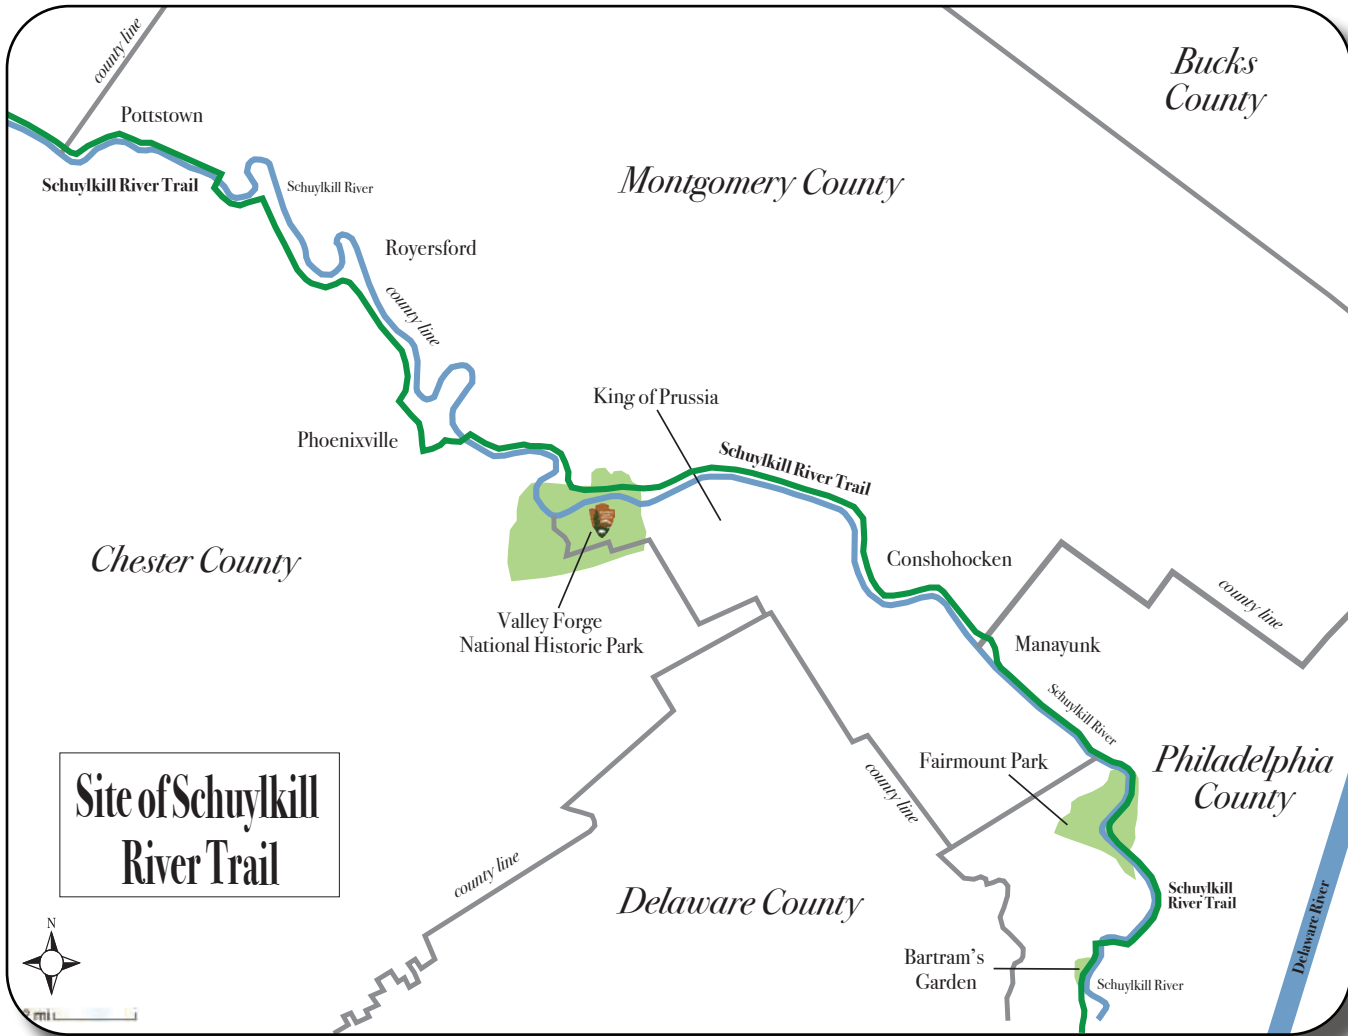 county line
Bucks
County
Pottstown
Montgomery County
Schuylkill River Trail
Schuylkill River
Royersford
county line
King of Prussia
Phoenixville
Schuylkill River Trail
Chester County
Conshohocken
county line
Valley Forge
National Historic Park
Manayunk
Schuylkill River
Fairmount Park
Philadelphia
County
county line
Site of Schuylkill
River Trail
county line
Delaware County
Schuylkill
River Trail
Delaware River
N
Bartram's
Garden
Schuylkill River
2 mi